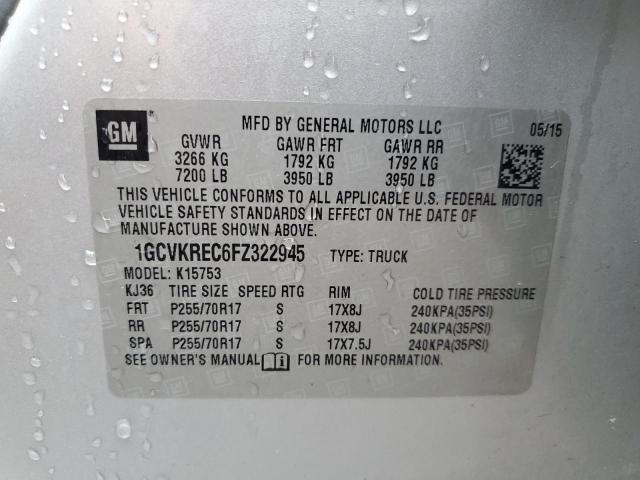 GM
MFD BY GENERAL MOTORS LLC 05/15
GVWR GAWR FRT GAWR RR
3266 KG 1792 KG 1792 KG
7200 LB 3950 LB 3950 LB
THIS VEHICLE CONFORMS TO ALL APPLICABLE U.S. FEDERAL MOTOR
VEHICLE SAFETY STANDARDS IN EFFECT ON THE DATE OF
MANUFACTURE SHOWN ABOVE.
1GCVKREC6FZ322945 TYPE: TRUCK
MODEL: K15753
KJ36 TIRE SIZE SPEED RTG RIM COLD TIRE PRESSURE
FRT P255/70R17 S 17X8J 240KPA(35PSI)
RR P255/70R17 S 17X8J 240KPA(35PSI)
SPA P255/70R17 S 17X7.5J 240KPA(35PSI)
SEE OWNER'S MANUAL FOR MORE INFORMATION.